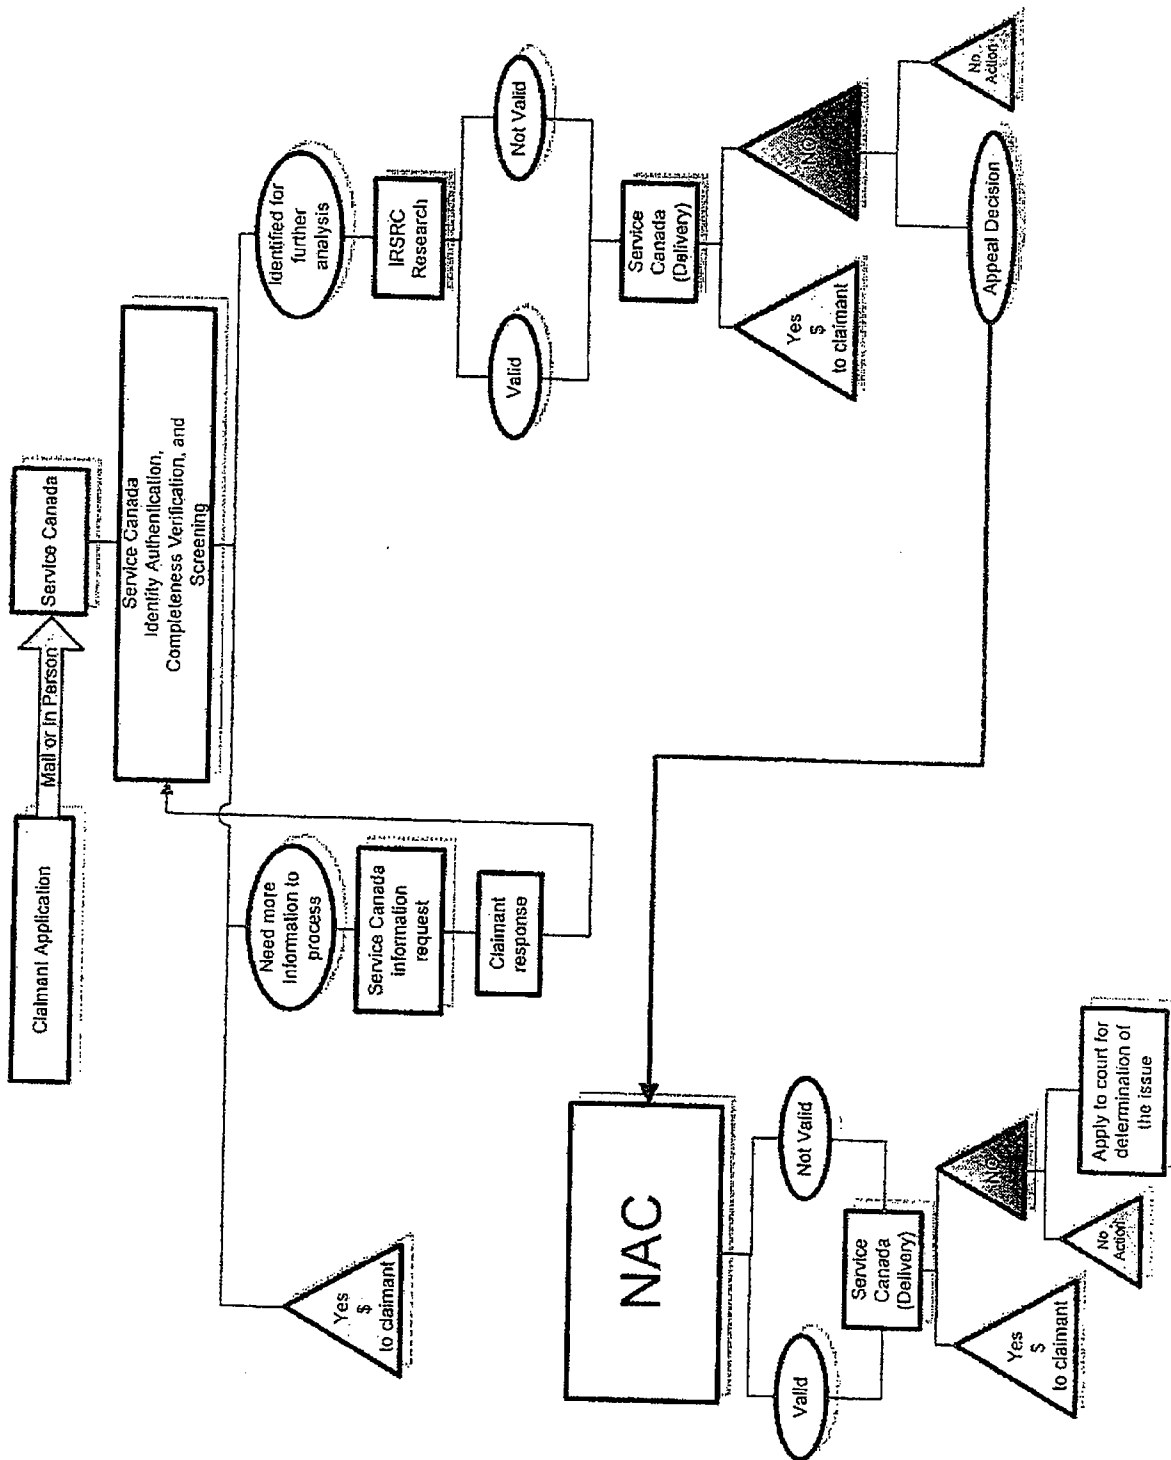 Claimant Application
Mail or In Person
Service Canada
Service Canada
Identity Authentication,
Completeness Verification, and
Screening
Yes
$
to claimant
Need more
Information to
process
Service Canada
information
request
Claimant
response
Identified for
further
analysis
IRSRC
Research
Valid
Not Valid
Service
Canada
(Delivery)
Yes
$
to claimant
NO
Appeal Decision
No
Action
NAC
Valid
Not Valid
Service
Canada
(Delivery)
Yes
$
to claimant
NO
No
Action
Apply to court for
determination of
the issue